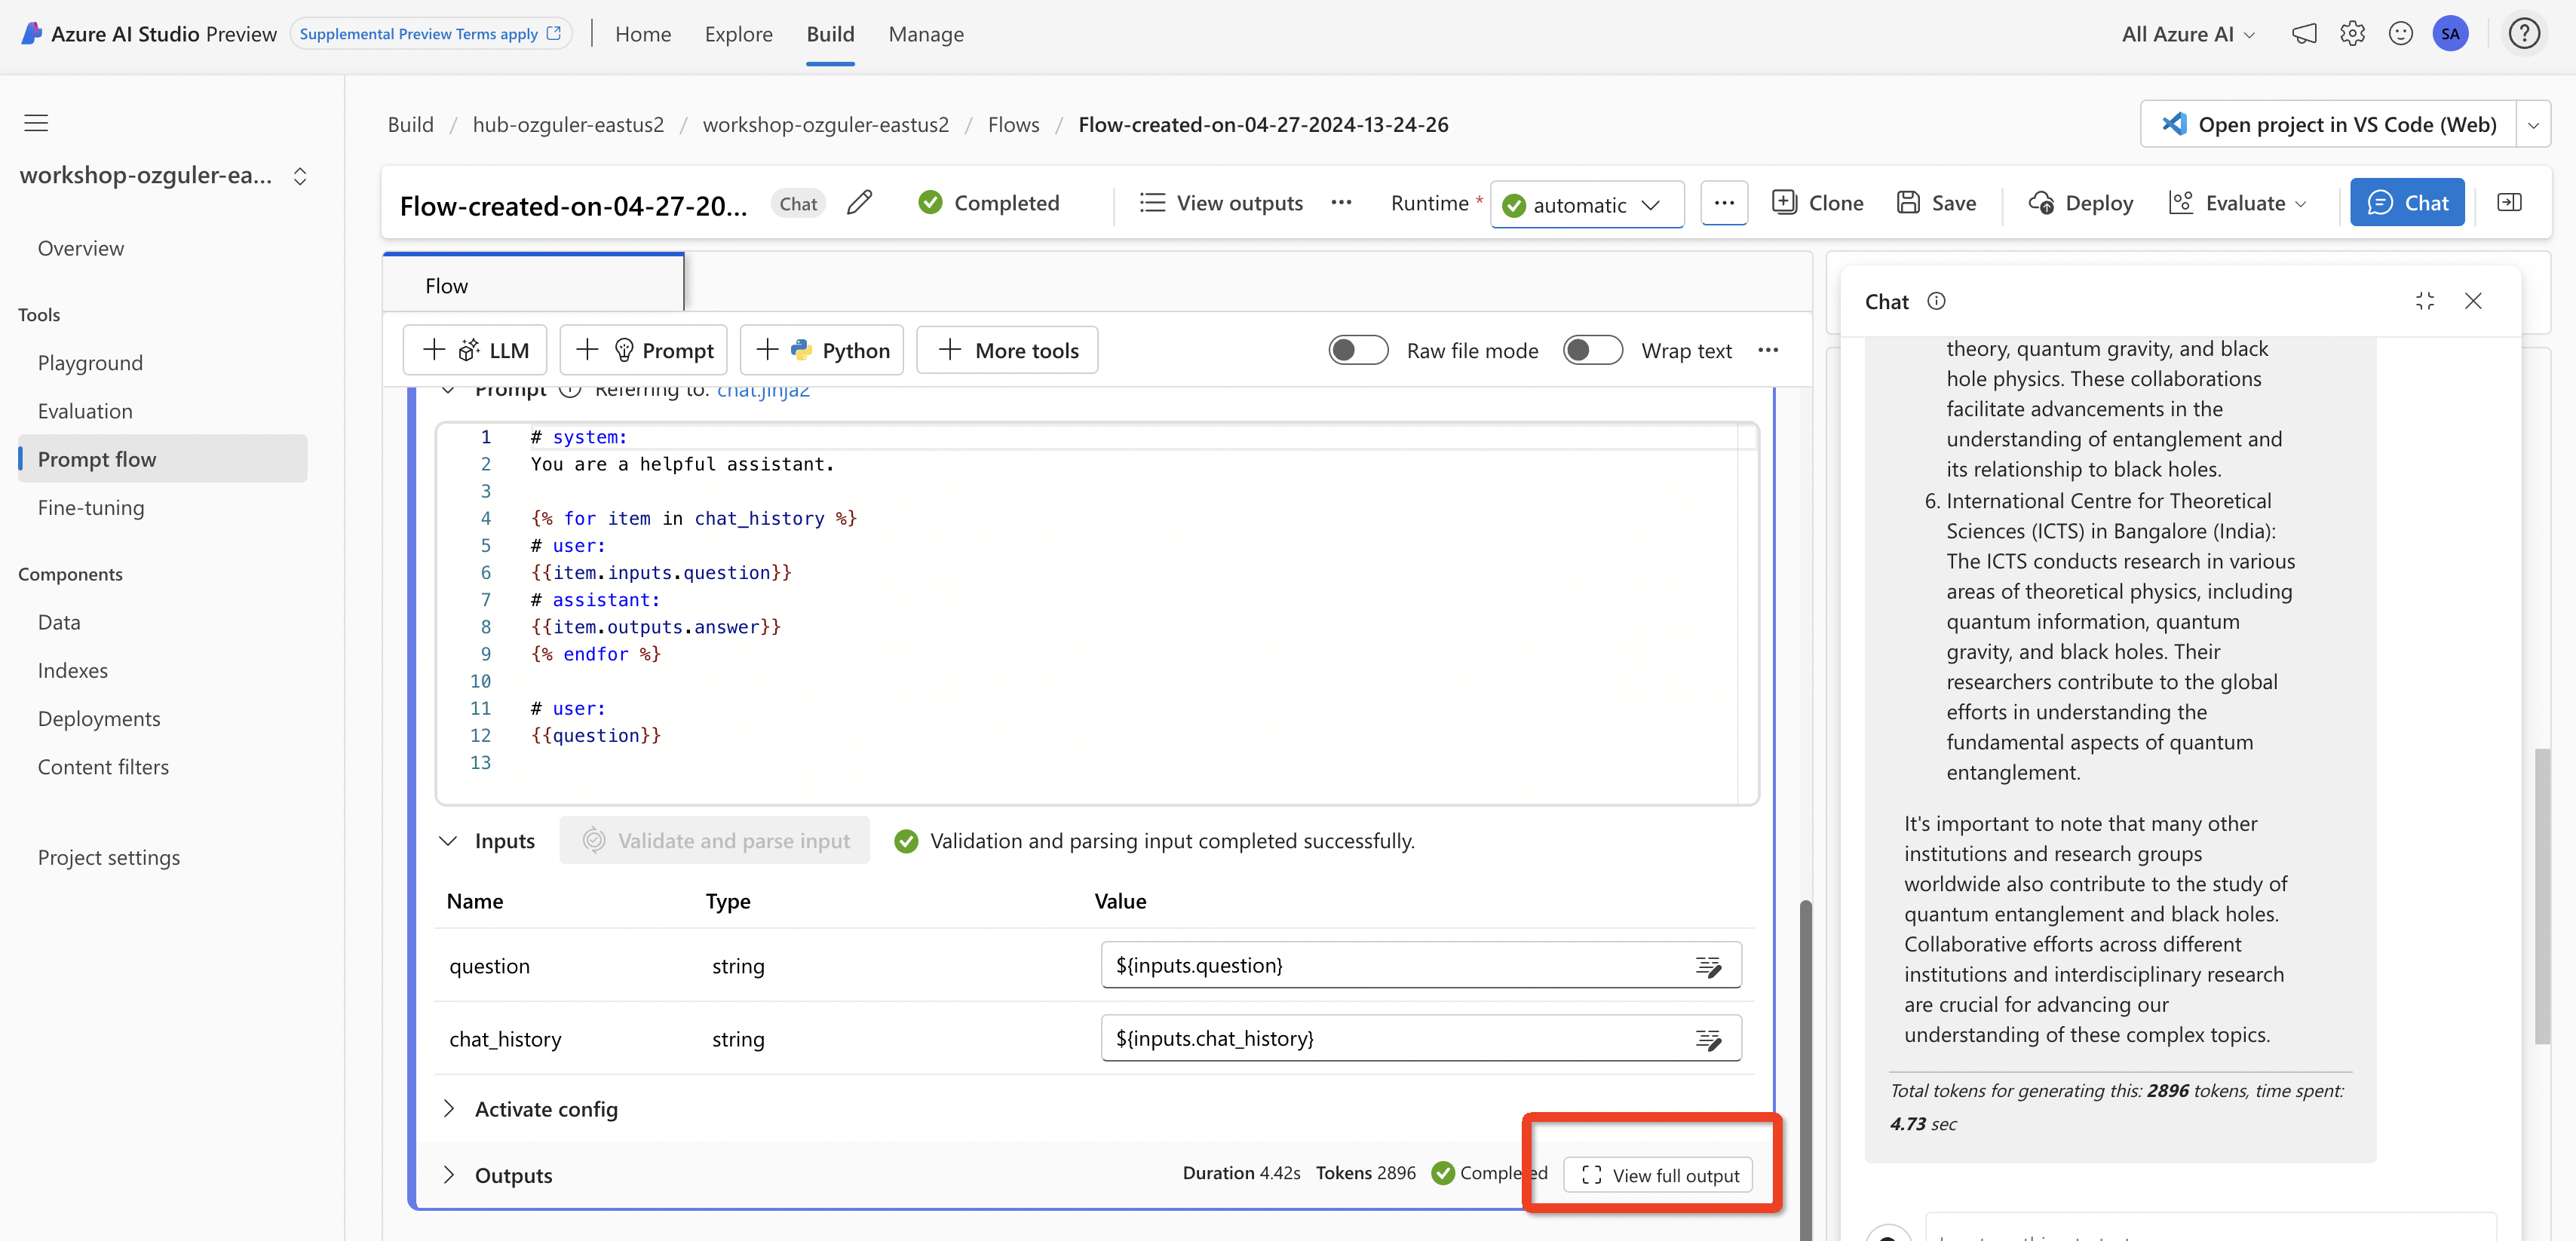 Azure AI Studio Preview
Supplemental Preview Terms apply
Home
Explore
Build
Manage
All Azure AI
SA
workshop-ozguler-ea...
Overview
Tools
Playground
Evaluation
Prompt flow
Fine-tuning
Components
Data
Indexes
Deployments
Content filters
Project settings
Build / hub-ozguler-eastus2 / workshop-ozguler-eastus2 / Flows / Flow-created-on-04-27-2024-13-24-26
Open project in VS Code (Web)
Flow-created-on-04-27-20...
Chat
Completed
View outputs
Runtime *
automatic
Clone
Save
Deploy
Evaluate
Chat
Flow
LLM
Prompt
Python
More tools
Raw file mode
Wrap text
Prompt
Referring to: chat.jinja2
1 # system:
2 You are a helpful assistant.
3
4 {% for item in chat_history %}
5 # user:
6 {{item.inputs.question}}
7 # assistant:
8 {{item.outputs.answer}}
9 {% endfor %}
10
11 # user:
12 {{question}}
13
Inputs
Validate and parse input
Validation and parsing input completed successfully.
Name Type Value
question string ${inputs.question}
chat_history string ${inputs.chat_history}
Activate config
Outputs
Duration 4.42s Tokens 2896 Completed
View full output
Chat
theory, quantum gravity, and black
hole physics. These collaborations
facilitate advancements in the
understanding of entanglement and
its relationship to black holes.
6. International Centre for Theoretical
Sciences (ICTS) in Bangalore (India):
The ICTS conducts research in various
areas of theoretical physics, including
quantum information, quantum
gravity, and black holes. Their
researchers contribute to the global
efforts in understanding the
fundamental aspects of quantum
entanglement.
It's important to note that many other
institutions and research groups
worldwide also contribute to the study of
quantum entanglement and black holes.
Collaborative efforts across different
institutions and interdisciplinary research
are crucial for advancing our
understanding of these complex topics.
Total tokens for generating this: 2896 tokens, time spent:
4.73 sec